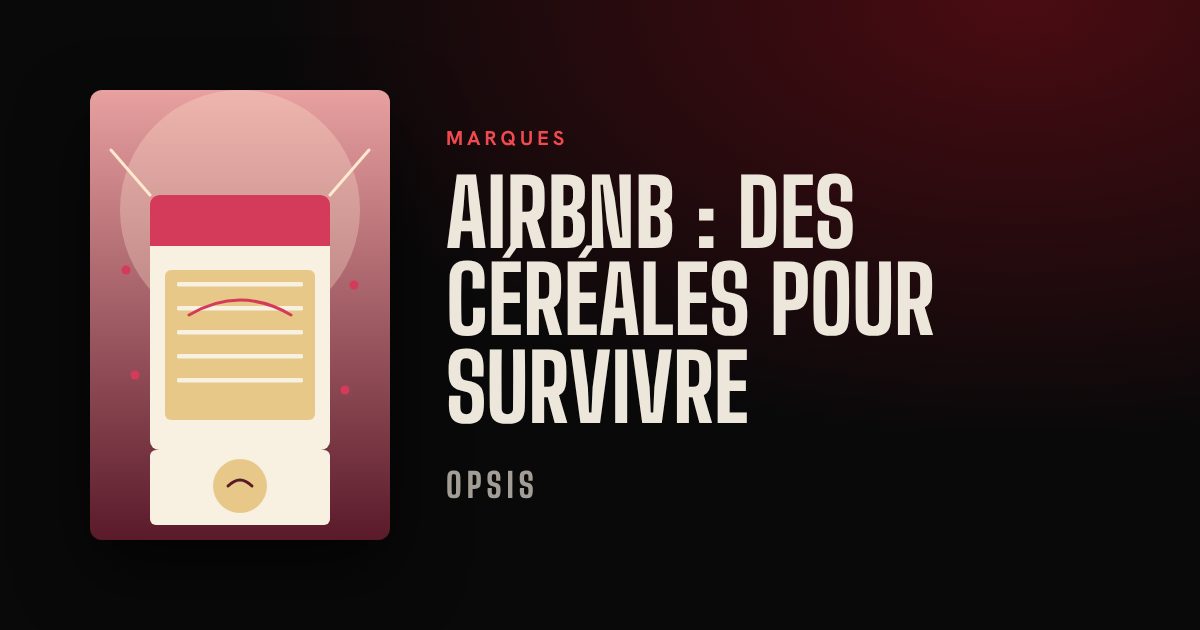 MARQUES
AIRBNB : DES
CÉRÉALES POUR
SURVIVRE
OPSIS